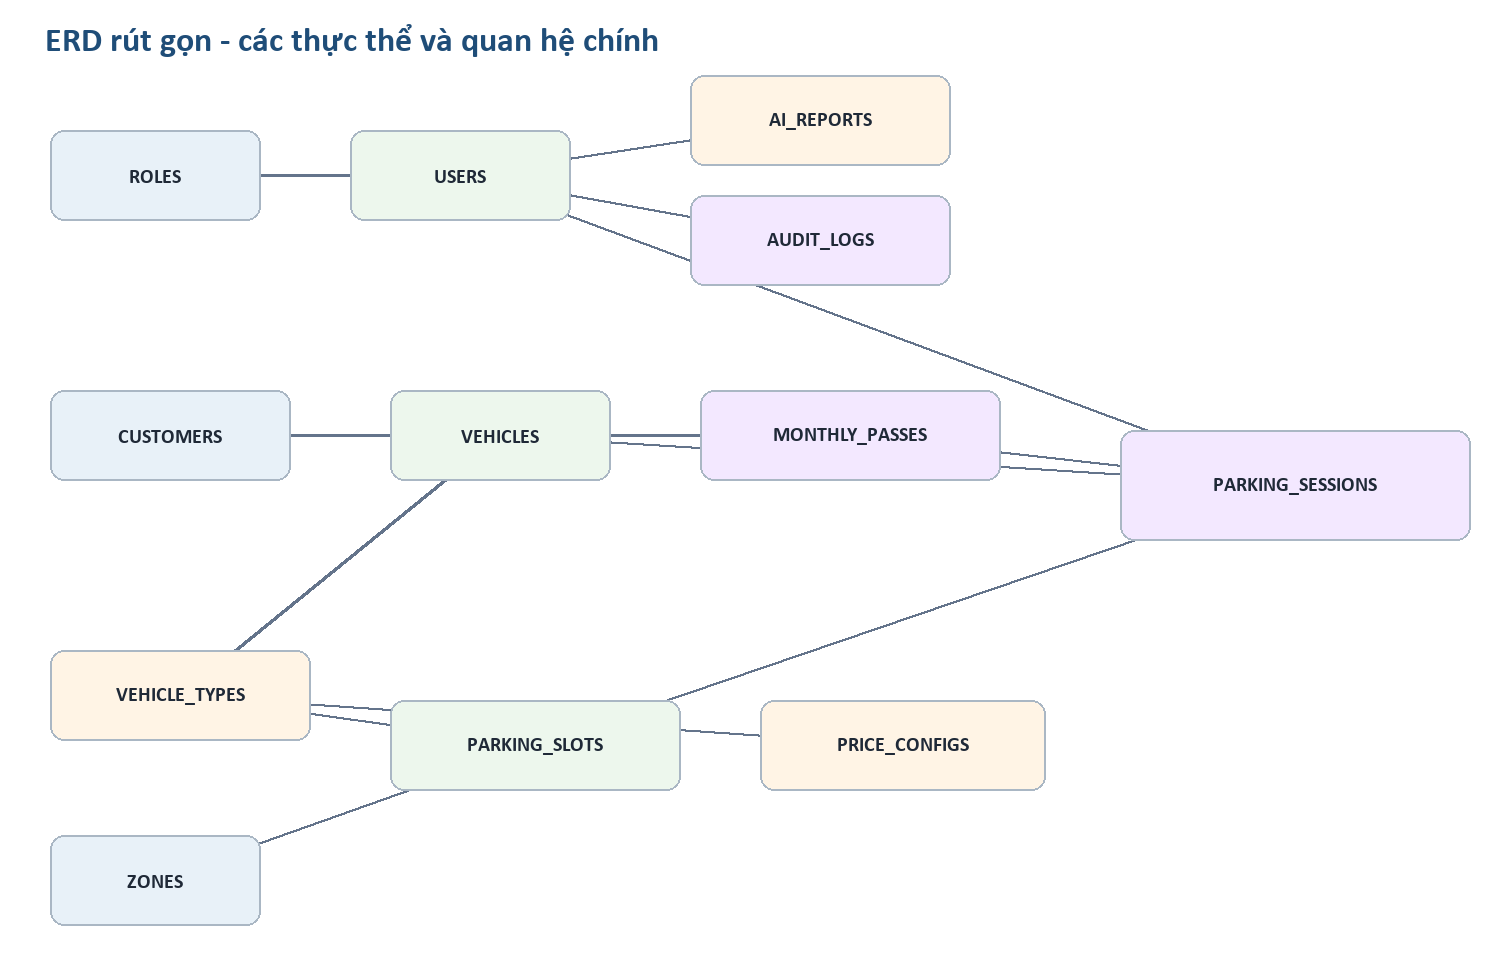 ERD rút gọn - các thực thể và quan hệ chính
AI_REPORTS
ROLES
USERS
AUDIT_LOGS
CUSTOMERS
VEHICLES
MONTHLY_PASSES
PARKING_SESSIONS
VEHICLE_TYPES
PARKING_SLOTS
PRICE_CONFIGS
ZONES